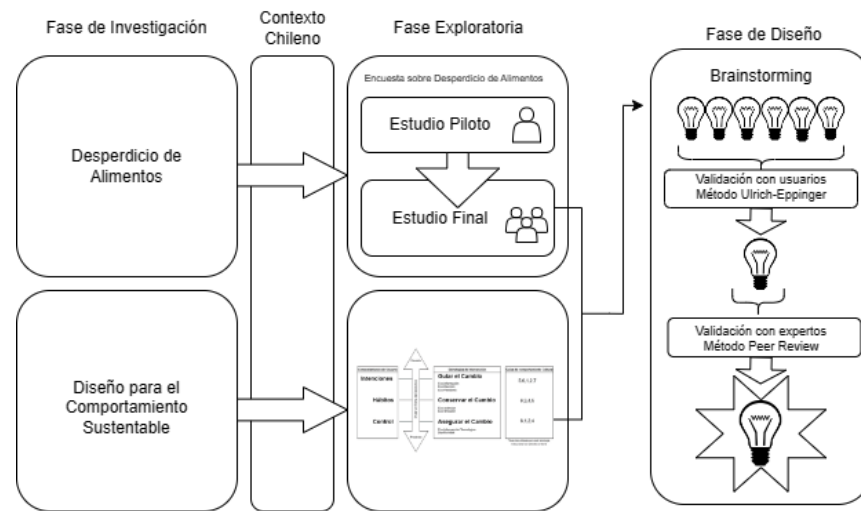 Fase de Investigación
Contexto
Chileno
Fase Exploratoria
Fase de Diseño
Desperdicio de
Alimentos
Encuesta sobre Desperdicio de Alimentos
Estudio Piloto
Estudio Final
Diseño para el
Comportamiento
Sustentable
Intenciones
Guiar el Cambio
Hábitos
Conservar el Cambio
Control
Asegurar el Cambio
Brainstorming
Validación con usuarios
Método Ulrich-Eppinger
Validación con expertos
Método Peer Review